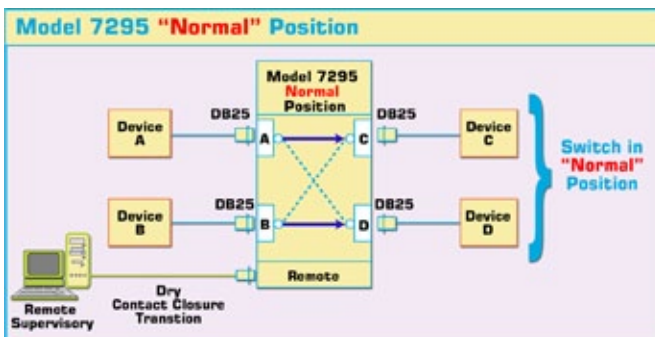 Model 7295 "Normal" Position
Model 7295
Normal
Position
DB25
DB25
Device
A
A
C
Device
C
Switch in
"Normal"
Position
DB25
DB25
Device
B
B
D
Device
D
Remote
Dry
Contact Closure
Transtion
Remote
Supervisory